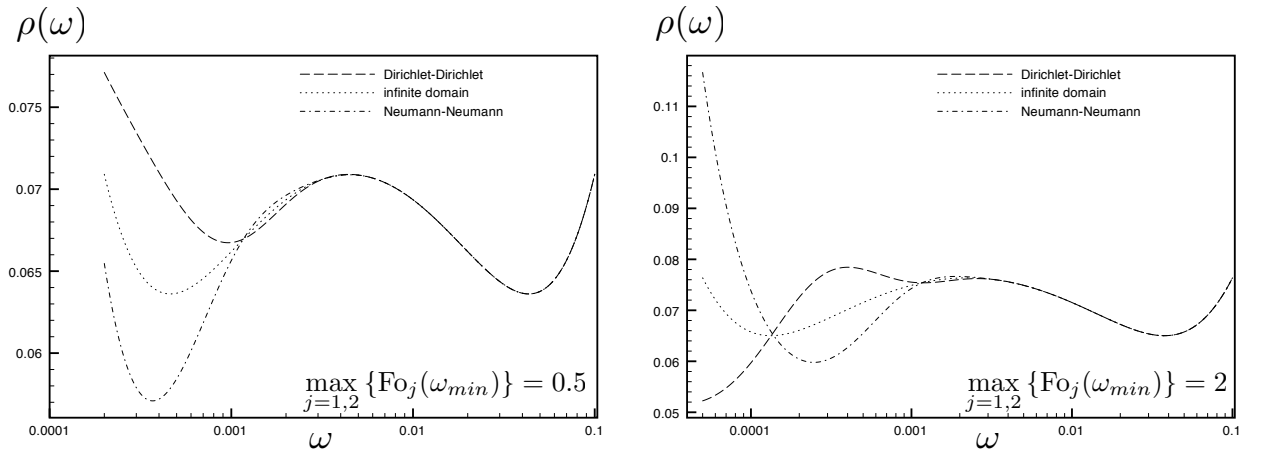 ρ(ω)
Dirichlet-Dirichlet
infinite domain
Neumann-Neumann
0.075
0.07
0.065
0.06
max {Fo_j(ω_min)} = 0.5
j=1,2
0.0001 0.001 0.01 0.1
ω
ρ(ω)
Dirichlet-Dirichlet
infinite domain
Neumann-Neumann
0.11
0.1
0.09
0.08
0.07
0.06
0.05
max {Fo_j(ω_min)} = 2
j=1,2
0.0001 0.001 0.01 0.1
ω